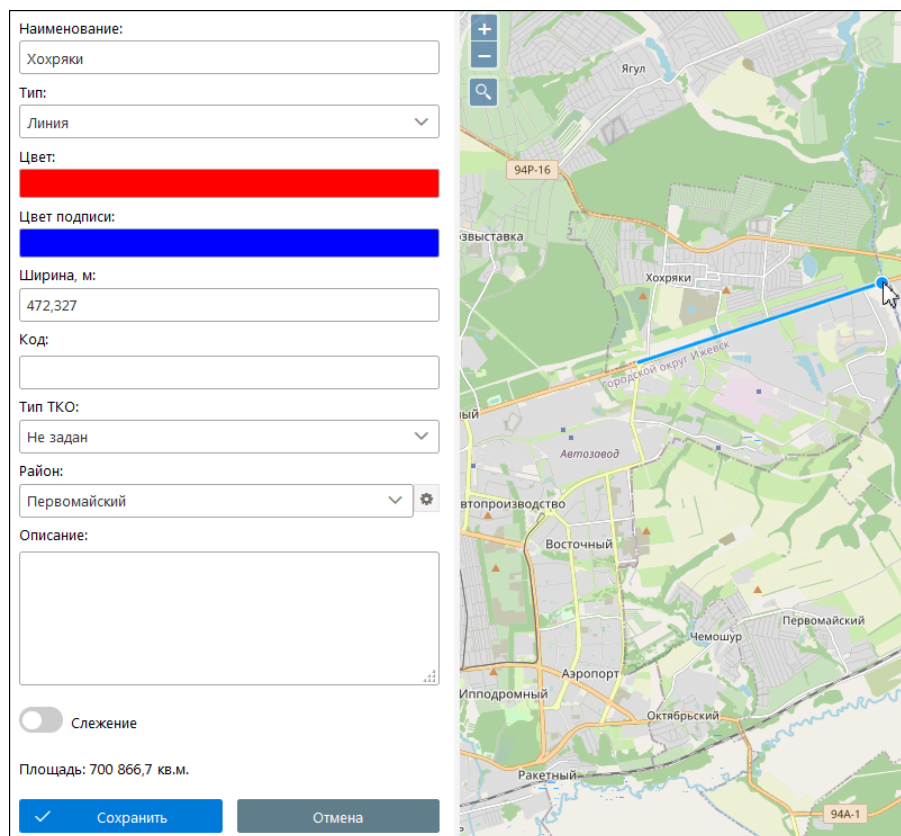 Наименование:
Хохряки
Тип:
Линия
Цвет:
Цвет подписи:
Ширина, м:
472,327
Код:
Тип ТКО:
Не задан
Район:
Первомайский
Описание:
Слежение
Площадь: 700 866,7 кв.м.
Сохранить
Отмена
+
−
Ягул
94Р-16
озвыставка
Хохряки
Городской округ Ижевск
ный
Автозавод
втопроизводство
Восточный
Первомайский
Чемошур
Аэропорт
Ипподромный
Октябрьский
Ракетный
94А-1